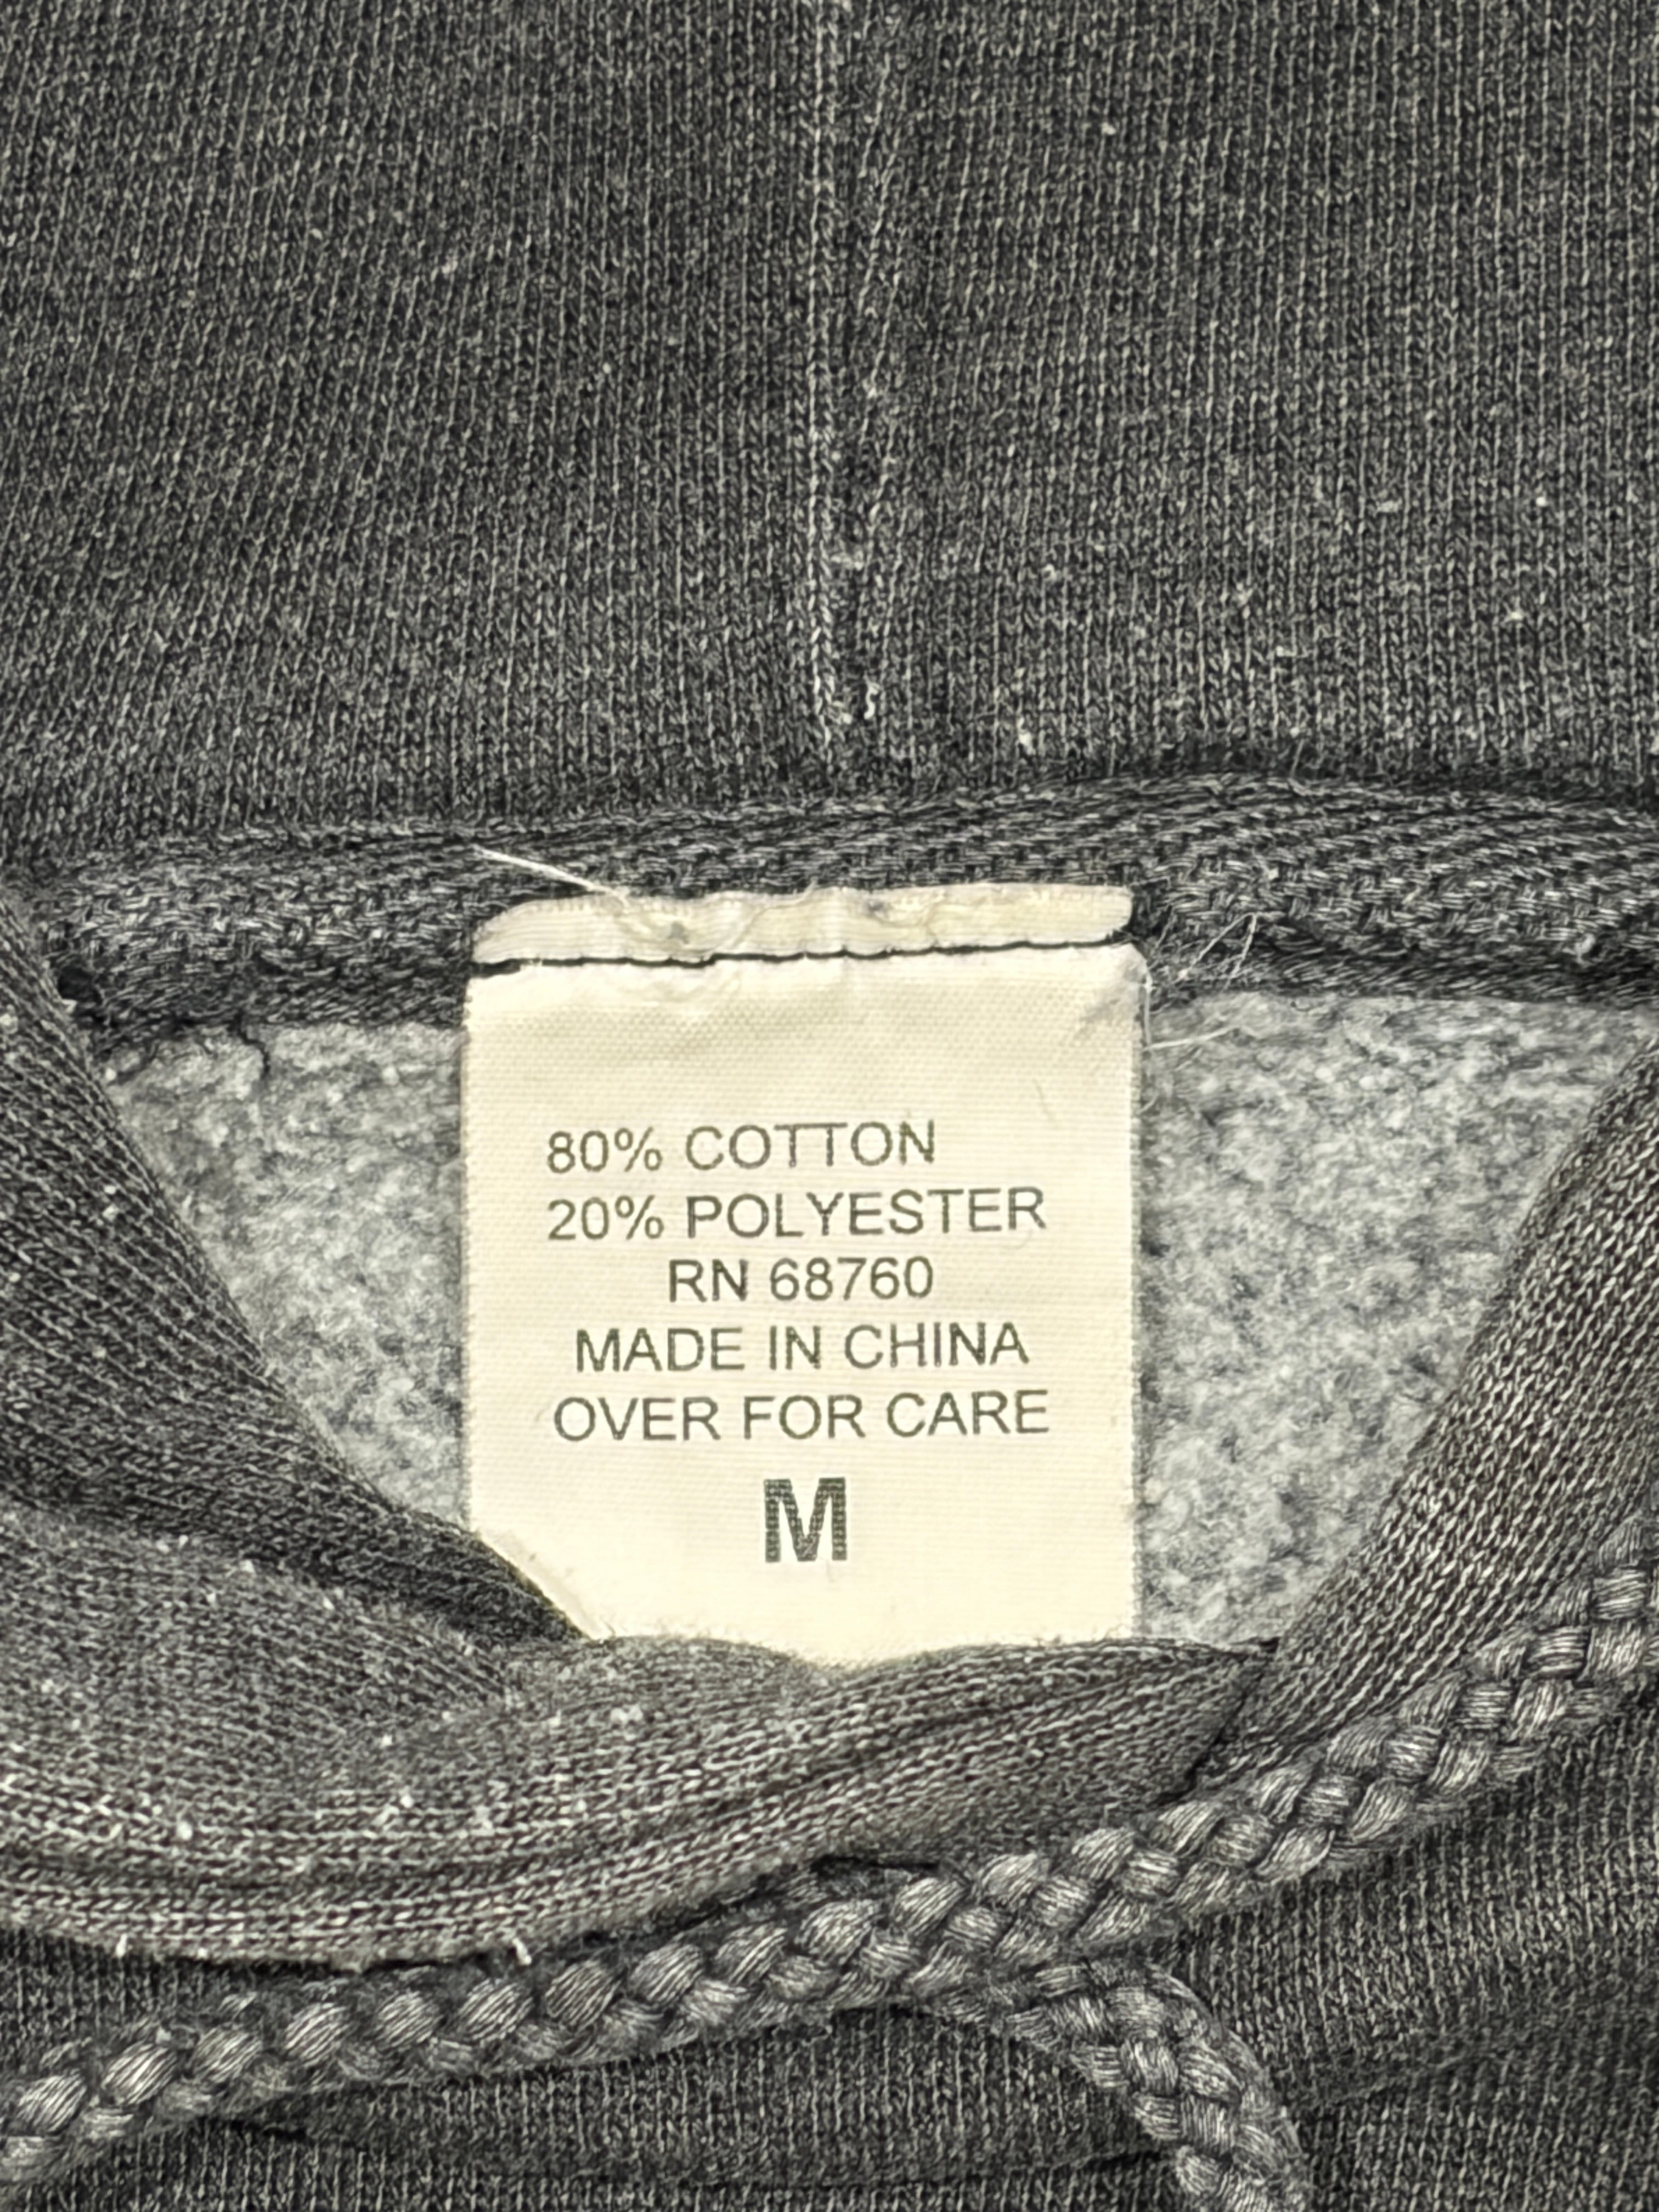 80% COTTON
20% POLYESTER
RN 68760
MADE IN CHINA
OVER FOR CARE
M